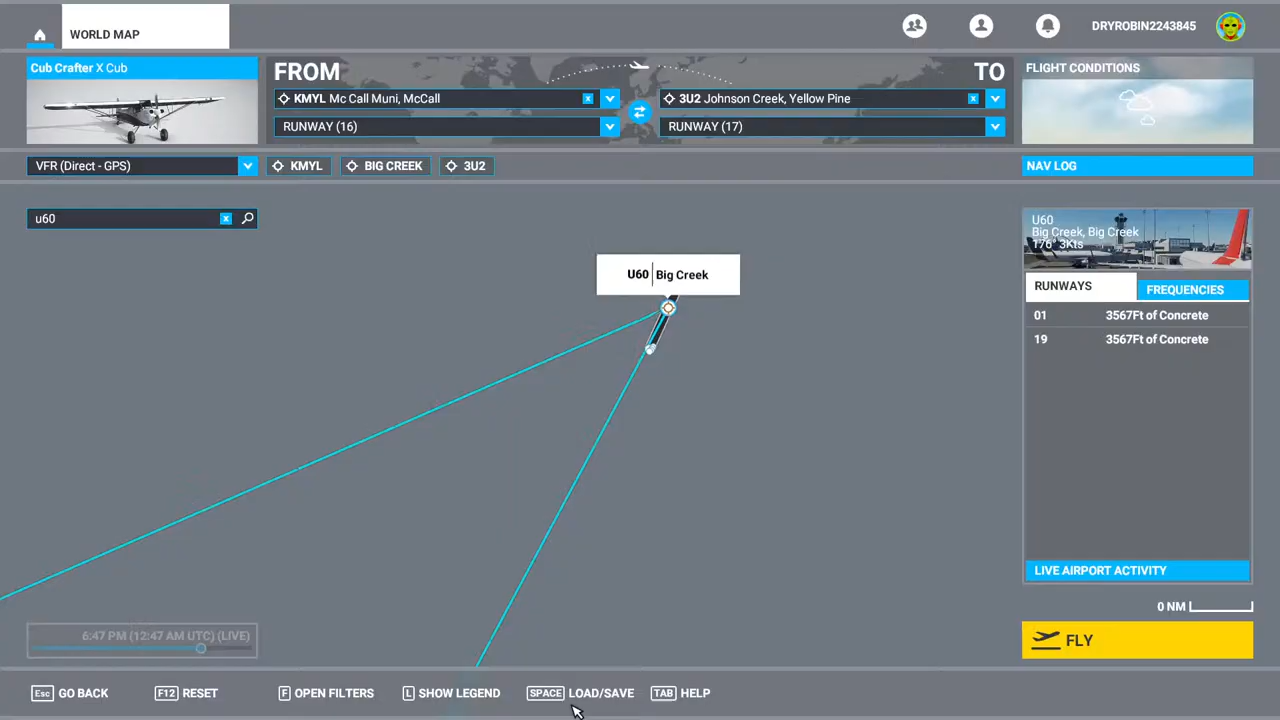 WORLD MAP
DRYROBIN2243845
Cub Crafter X Cub
FROM
TO
FLIGHT CONDITIONS
KMYL Mc Call Muni, McCall
x
3U2 Johnson Creek, Yellow Pine
x
RUNWAY (16)
RUNWAY (17)
VFR (Direct - GPS)
KMYL
BIG CREEK
3U2
NAV LOG
u60
x
U60
Big Creek, Big Creek
176° 3Kts
U60 | Big Creek
RUNWAYS
FREQUENCIES
01 3567Ft of Concrete
19 3567Ft of Concrete
LIVE AIRPORT ACTIVITY
0 NM
6:47 PM (12:47 AM UTC) (LIVE)
FLY
Esc GO BACK
F12 RESET
F OPEN FILTERS
L SHOW LEGEND
SPACE LOAD/SAVE
TAB HELP